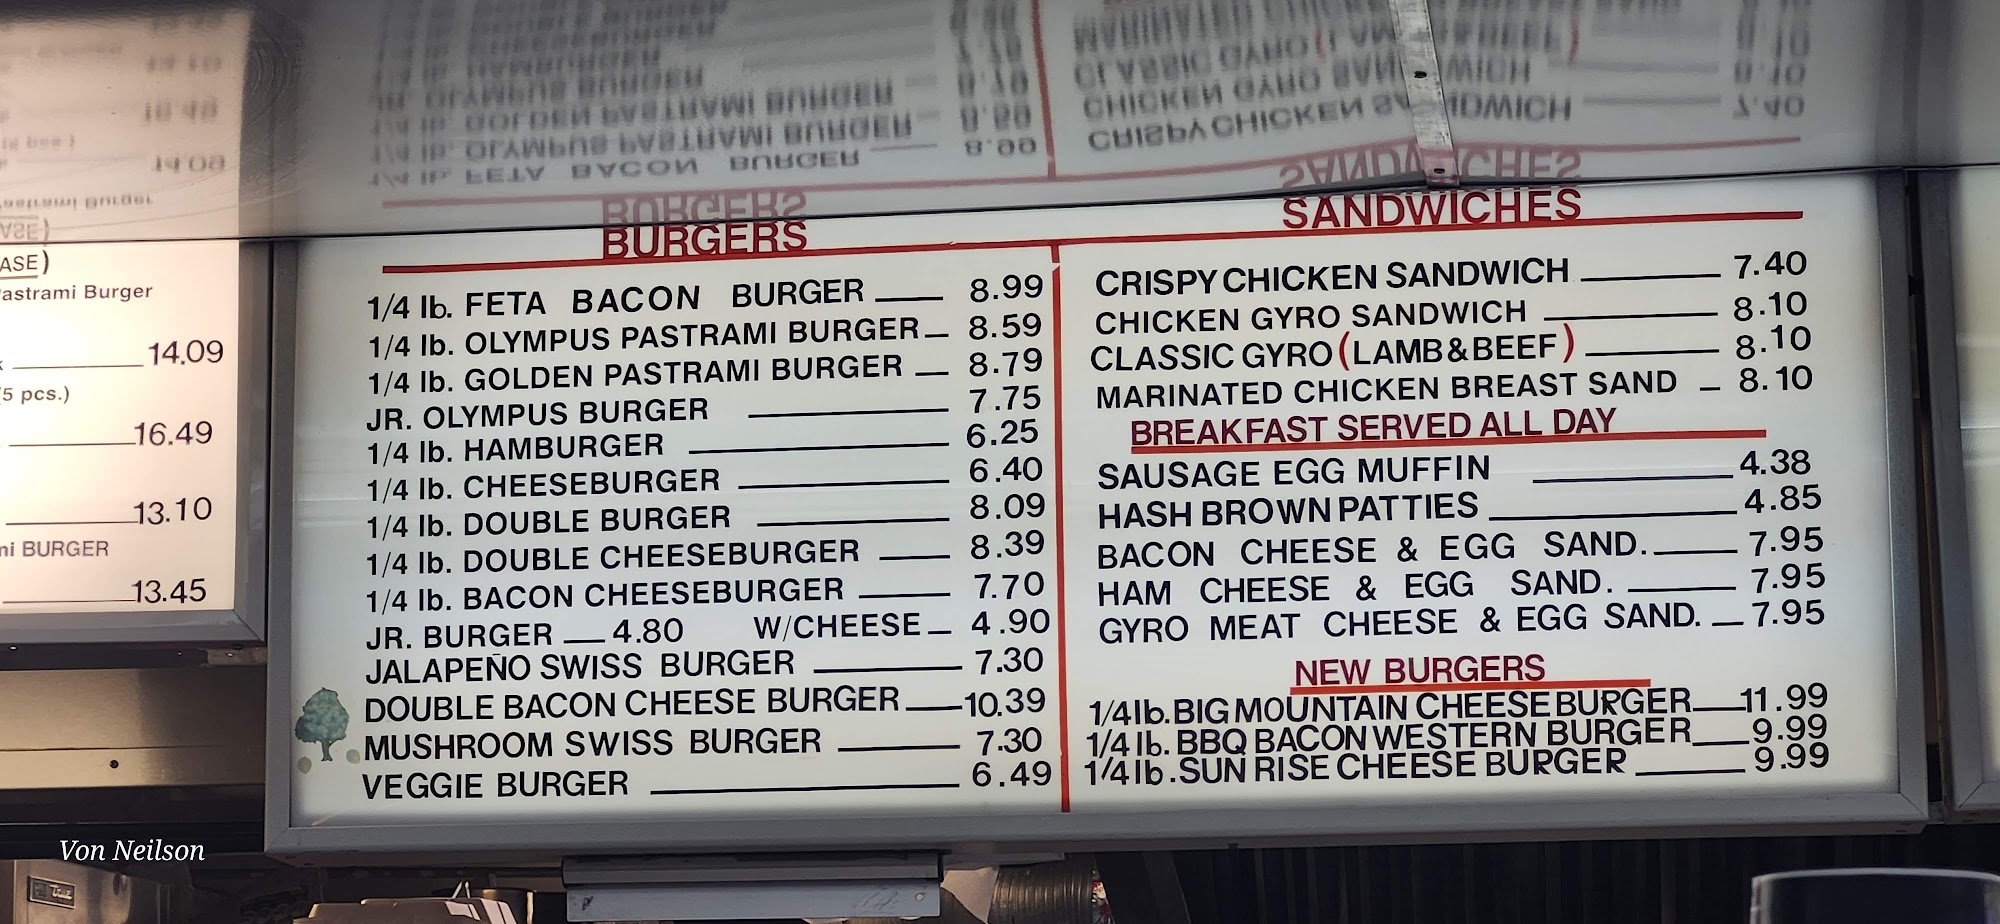 ASE)
astrami Burger
14.09
(5 pcs.)
16.49
13.10
BURGER
13.45
BURGERS
1/4 lb. FETA BACON BURGER 8.99
1/4 lb. OLYMPUS PASTRAMI BURGER 8.59
1/4 lb. GOLDEN PASTRAMI BURGER 8.79
JR. OLYMPUS BURGER 7.75
1/4 lb. HAMBURGER 6.25
1/4 lb. CHEESEBURGER 6.40
1/4 lb. DOUBLE BURGER 8.09
1/4 lb. DOUBLE CHEESEBURGER 8.39
1/4 lb. BACON CHEESEBURGER 7.70
JR. BURGER 4.80 W/CHEESE 4.90
JALAPEÑO SWISS BURGER 7.30
DOUBLE BACON CHEESE BURGER 10.39
MUSHROOM SWISS BURGER 7.30
VEGGIE BURGER 6.49
SANDWICHES
CRISPY CHICKEN SANDWICH 7.40
CHICKEN GYRO SANDWICH 8.10
CLASSIC GYRO (LAMB & BEEF) 8.10
MARINATED CHICKEN BREAST SAND 8.10
BREAKFAST SERVED ALL DAY
SAUSAGE EGG MUFFIN 4.38
HASH BROWN PATTIES 4.85
BACON CHEESE & EGG SAND. 7.95
HAM CHEESE & EGG SAND. 7.95
GYRO MEAT CHEESE & EGG SAND. 7.95
NEW BURGERS
1/4 lb. BIG MOUNTAIN CHEESE BURGER 11.99
1/4 lb. BBQ BACON WESTERN BURGER 9.99
1/4 lb. SUN RISE CHEESE BURGER 9.99
Von Neilson
True